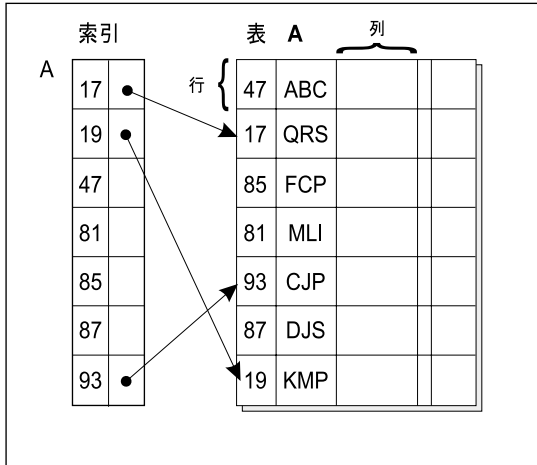 索引 表 A 列
A 行
17 47 ABC
19 17 QRS
47 85 FCP
81 81 MLI
85 93 CJP
87 87 DJS
93 19 KMP